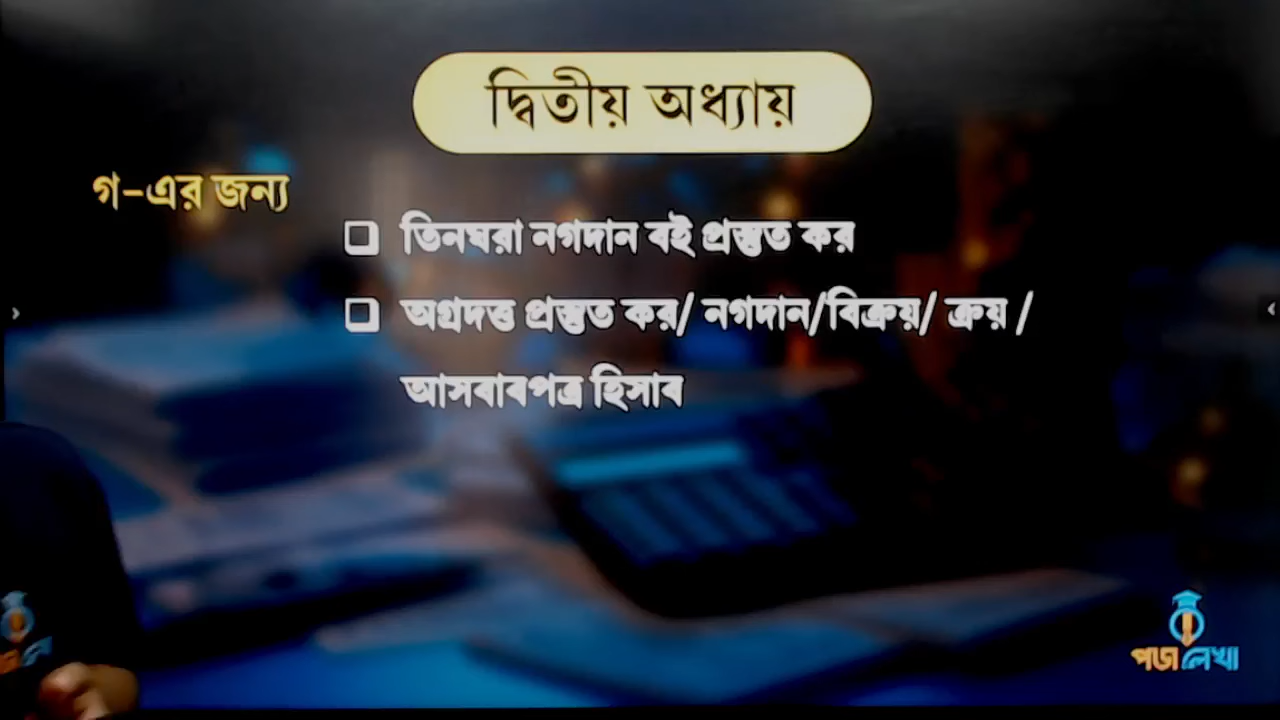 দ্বিতীয় অধ্যায়
গ-এর জন্য
তিনঘরা নগদান বই প্রস্তুত কর
অগ্রদত্ত প্রস্তুত কর/ নগদান/বিক্রয়/ ক্রয় /
আসবাবপত্র হিসাব
পড়ালেখা